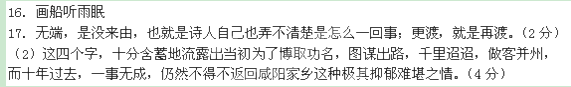 16. 画船听雨眠
17. 无端，是没来由，也就是诗人自己也弄不清楚是怎么一回事；更渡，就是再渡。（2分）
（2）这四个字，十分含蓄地流露出当初为了博取功名，图谋出路，千里迢迢，做客并州，
而十年过去，一事无成，仍然不得不返回咸阳家乡这种极其抑郁难堪之情。（4分）